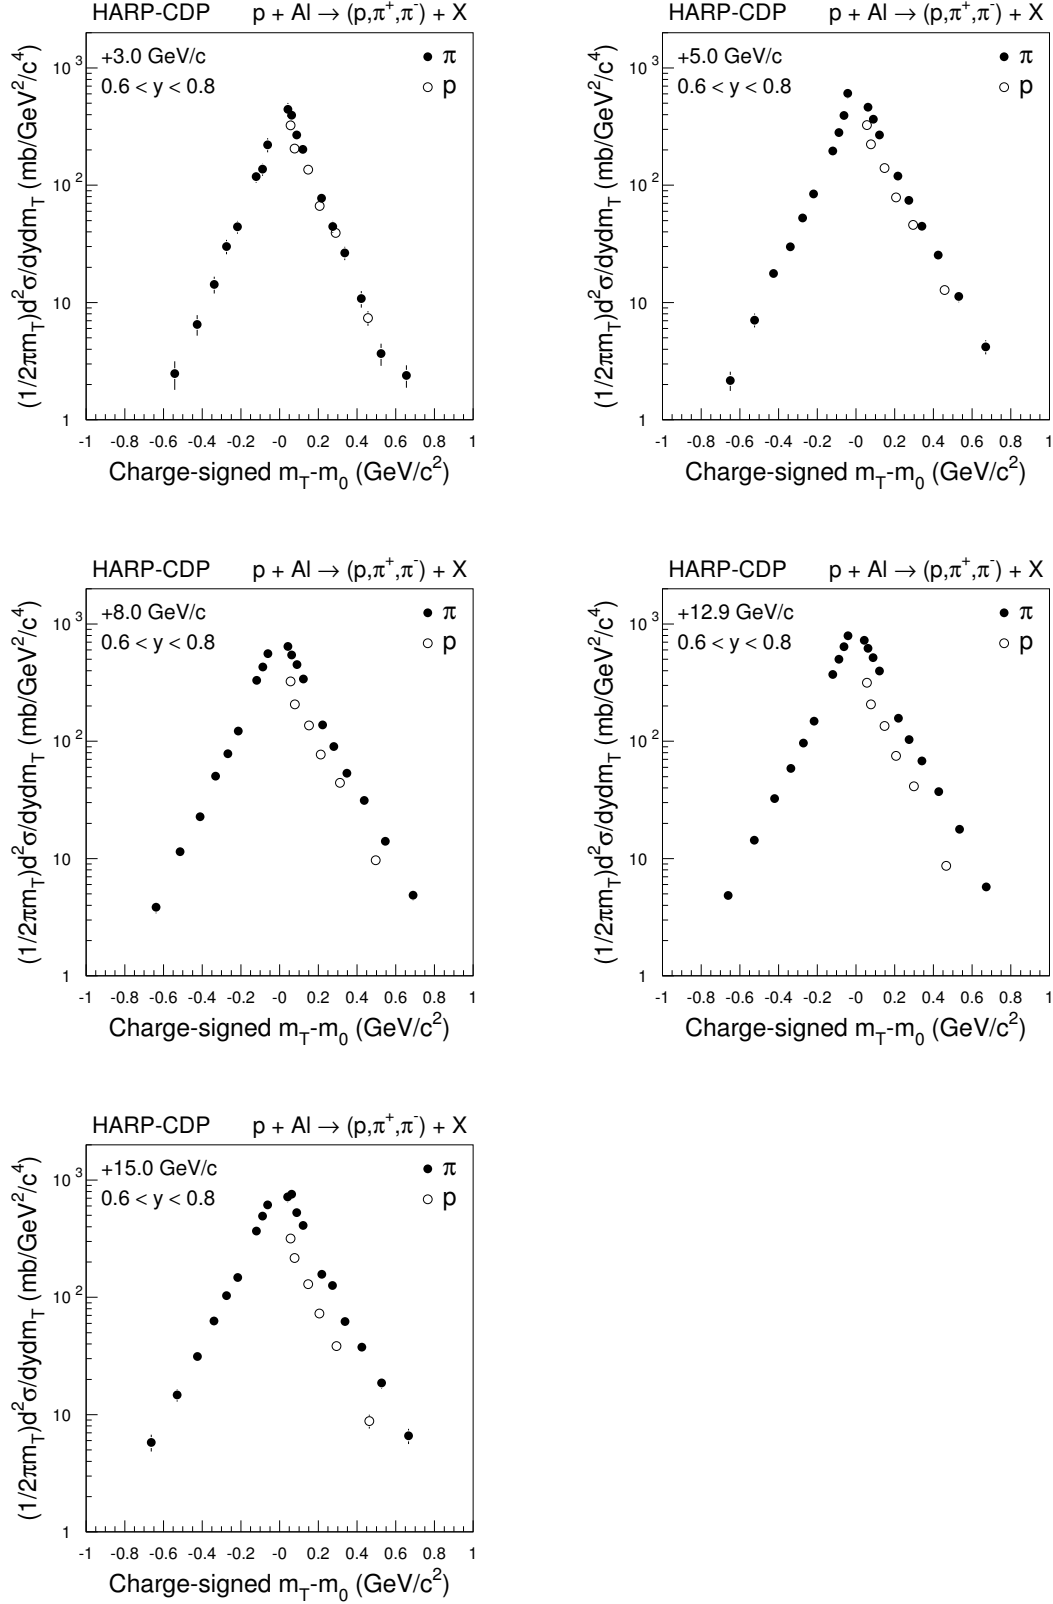 HARP-CDP p + Al → (p,π⁺,π⁻) + X
+3.0 GeV/c
0.6 < y < 0.8
π
p
10³
10²
10
1
(1/2πm_T)d²σ/dydm_T (mb/GeV²/c⁴)
-1 -0.8 -0.6 -0.4 -0.2 -0 0.2 0.4 0.6 0.8 1
Charge-signed m_T-m_0 (GeV/c²)
HARP-CDP p + Al → (p,π⁺,π⁻) + X
+5.0 GeV/c
0.6 < y < 0.8
π
p
10³
10²
10
1
(1/2πm_T)d²σ/dydm_T (mb/GeV²/c⁴)
-1 -0.8 -0.6 -0.4 -0.2 -0 0.2 0.4 0.6 0.8 1
Charge-signed m_T-m_0 (GeV/c²)
HARP-CDP p + Al → (p,π⁺,π⁻) + X
+8.0 GeV/c
0.6 < y < 0.8
π
p
10³
10²
10
1
(1/2πm_T)d²σ/dydm_T (mb/GeV²/c⁴)
-1 -0.8 -0.6 -0.4 -0.2 -0 0.2 0.4 0.6 0.8 1
Charge-signed m_T-m_0 (GeV/c²)
HARP-CDP p + Al → (p,π⁺,π⁻) + X
+12.9 GeV/c
0.6 < y < 0.8
π
p
10³
10²
10
1
(1/2πm_T)d²σ/dydm_T (mb/GeV²/c⁴)
-1 -0.8 -0.6 -0.4 -0.2 -0 0.2 0.4 0.6 0.8 1
Charge-signed m_T-m_0 (GeV/c²)
HARP-CDP p + Al → (p,π⁺,π⁻) + X
+15.0 GeV/c
0.6 < y < 0.8
π
p
10³
10²
10
1
(1/2πm_T)d²σ/dydm_T (mb/GeV²/c⁴)
-1 -0.8 -0.6 -0.4 -0.2 -0 0.2 0.4 0.6 0.8 1
Charge-signed m_T-m_0 (GeV/c²)